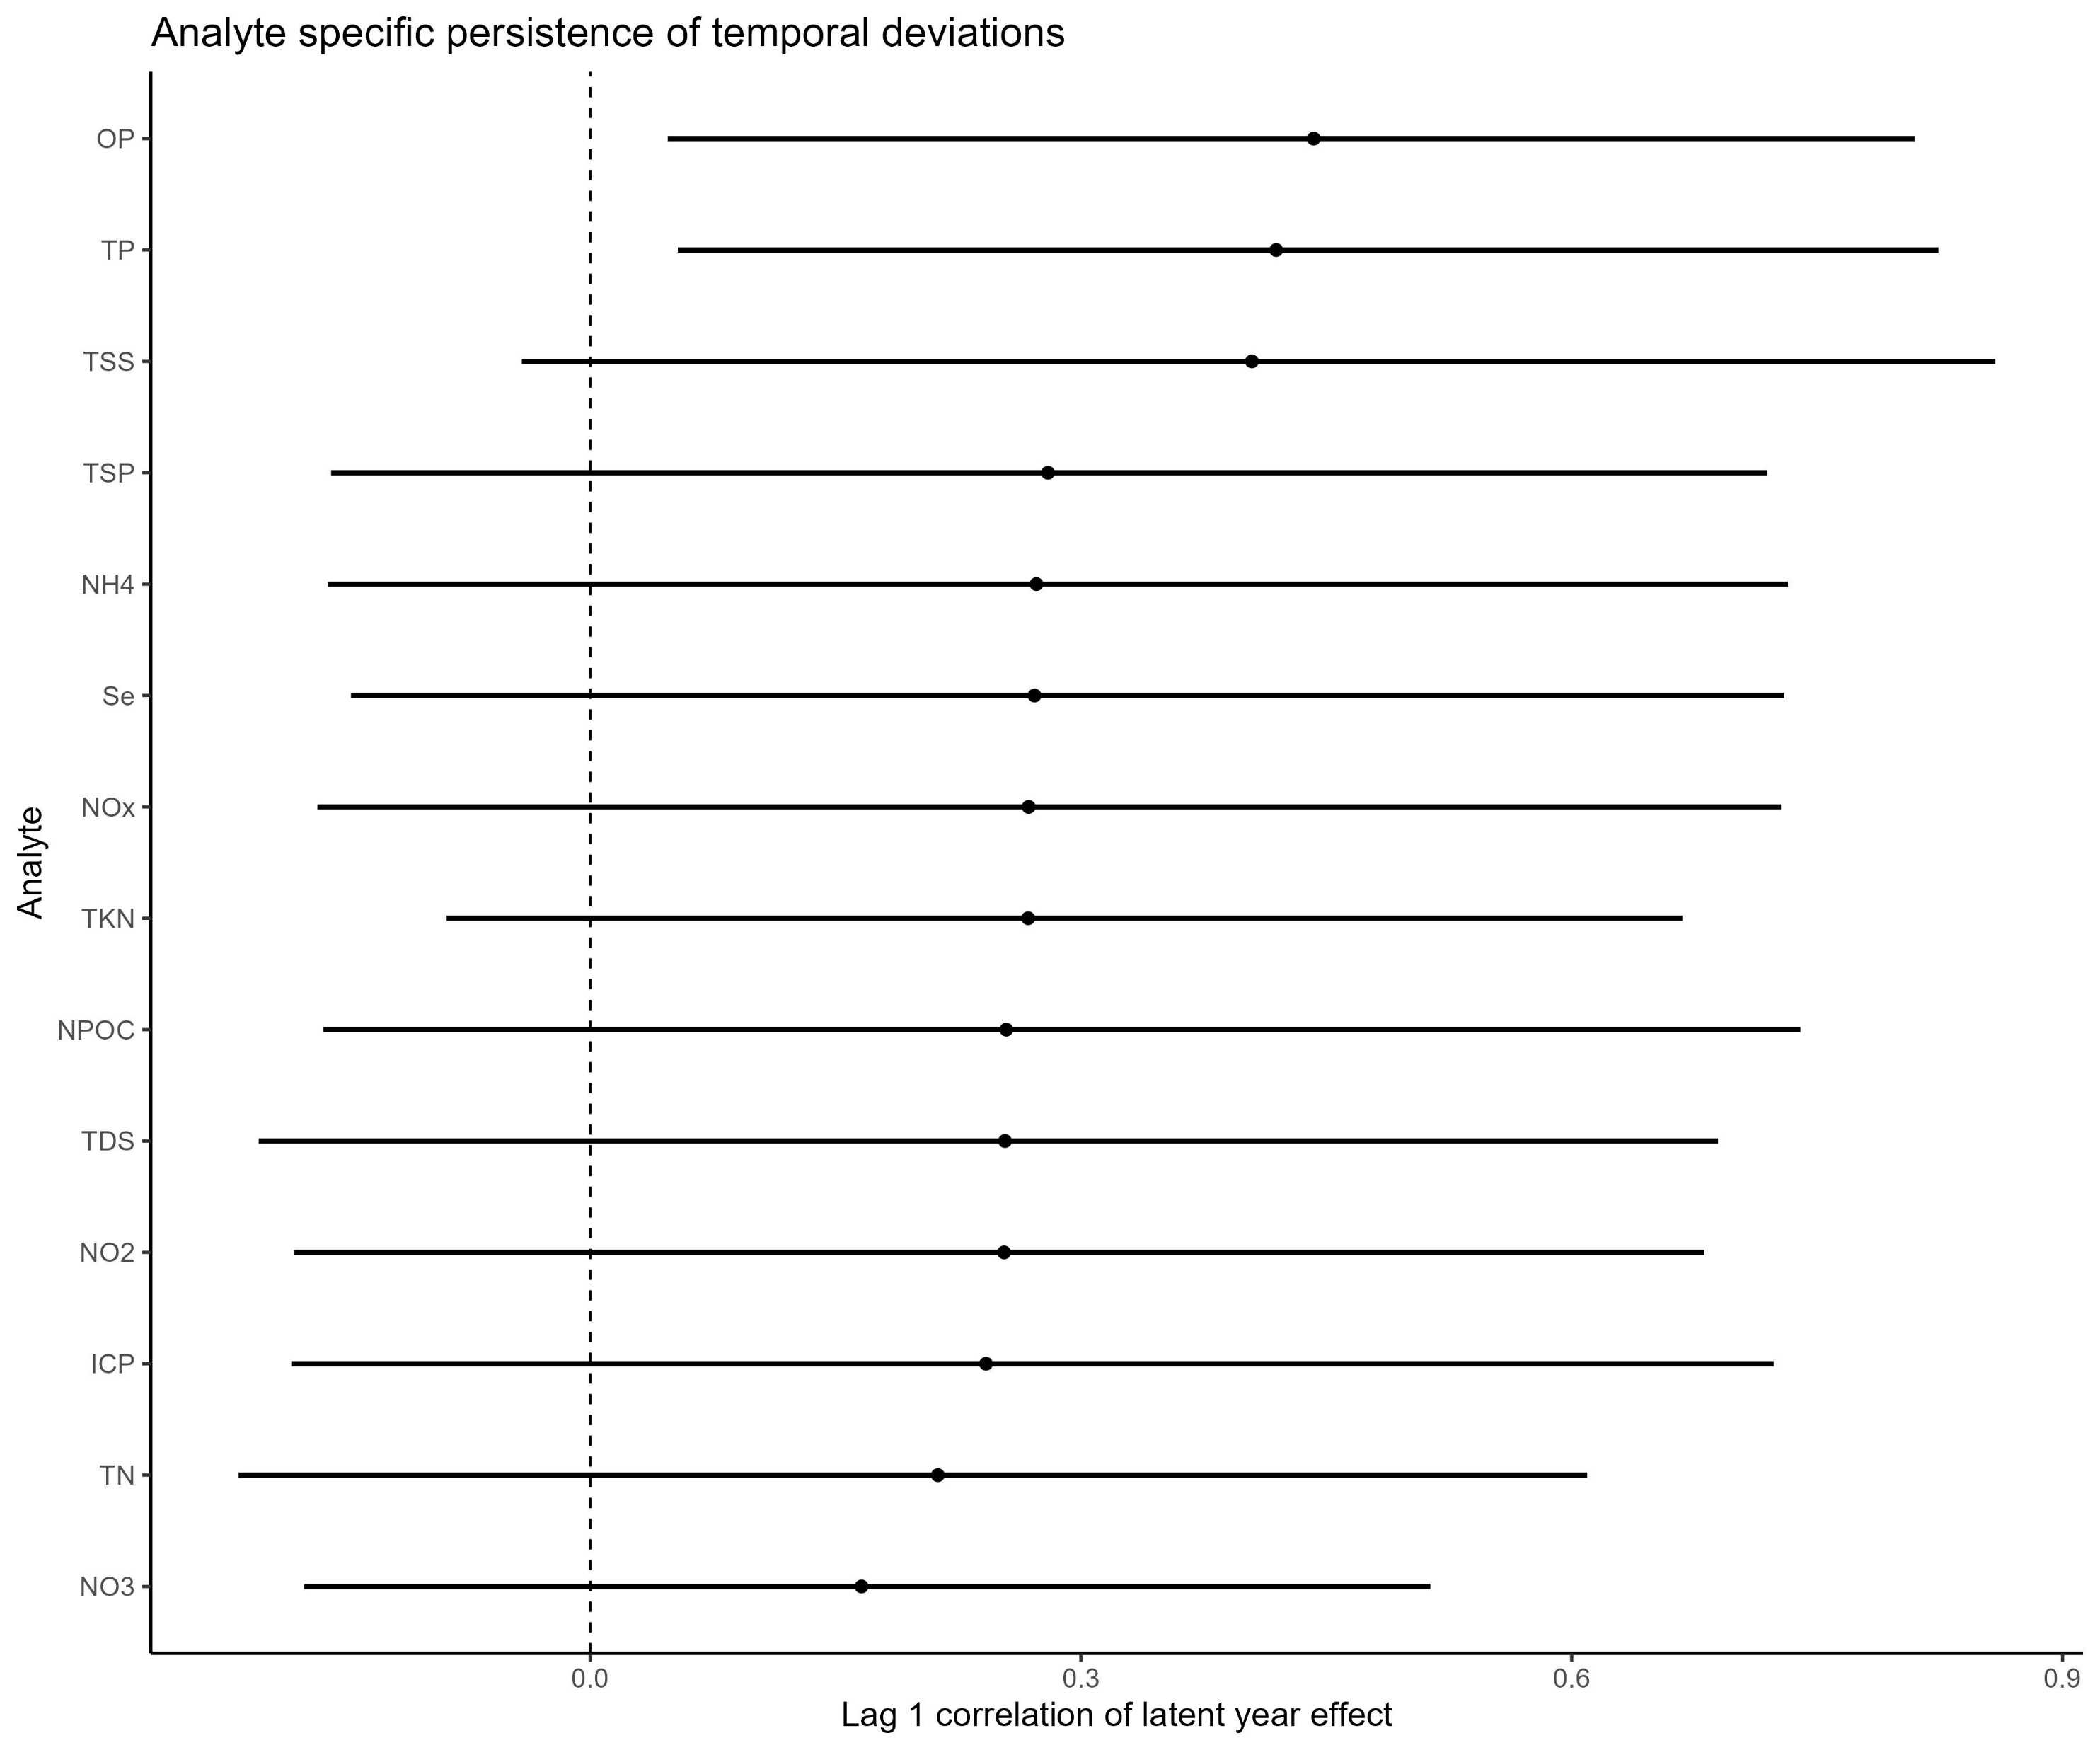 Analyte specific persistence of temporal deviations
OP
TP
TSS
TSP
NH4
Se
NOx
TKN
NPOC
TDS
NO2
ICP
TN
NO3
Analyte
0.0 0.3 0.6 0.9
Lag 1 correlation of latent year effect